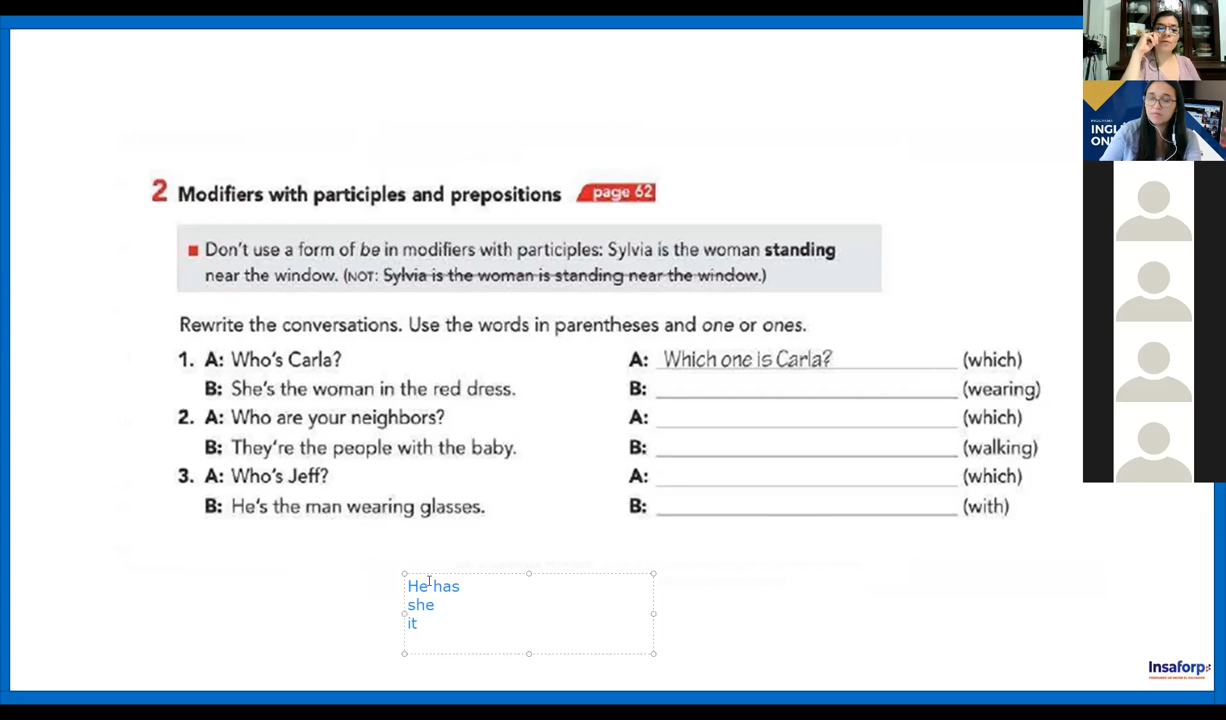 2 Modifiers with participles and prepositions page 62
■ Don't use a form of be in modifiers with participles: Sylvia is the woman standing
near the window. (NOT: Sylvia is the woman is standing near the window.)
Rewrite the conversations. Use the words in parentheses and one or ones.
1. A: Who's Carla? A: Which one is Carla? (which)
B: She's the woman in the red dress. B: (wearing)
2. A: Who are your neighbors? A: (which)
B: They're the people with the baby. B: (walking)
3. A: Who's Jeff? A: (which)
B: He's the man wearing glasses. B: (with)
He has
she
it
Insaforp